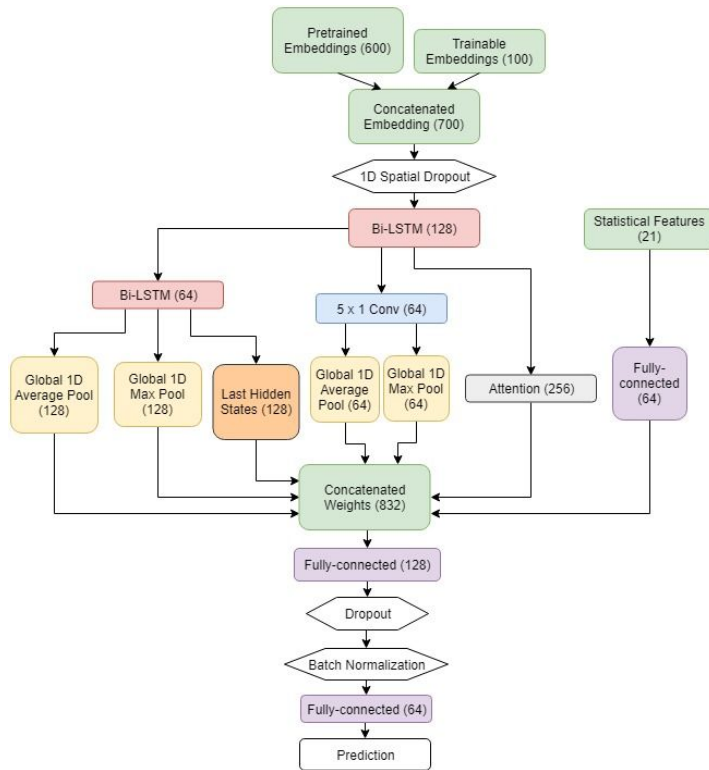 Pretrained
Embeddings (600)
Trainable
Embeddings (100)
Concatenated
Embedding (700)
1D Spatial Dropout
Bi-LSTM (128)
Statistical Features
(21)
Bi-LSTM (64)
5 x 1 Conv (64)
Global 1D
Average Pool
(128)
Global 1D
Max Pool
(128)
Last Hidden
States (128)
Global 1D
Average
Pool (64)
Global 1D
Max Pool
(64)
Attention (256)
Fully-
connected
(64)
Concatenated
Weights (832)
Fully-connected (128)
Dropout
Batch Normalization
Fully-connected (64)
Prediction